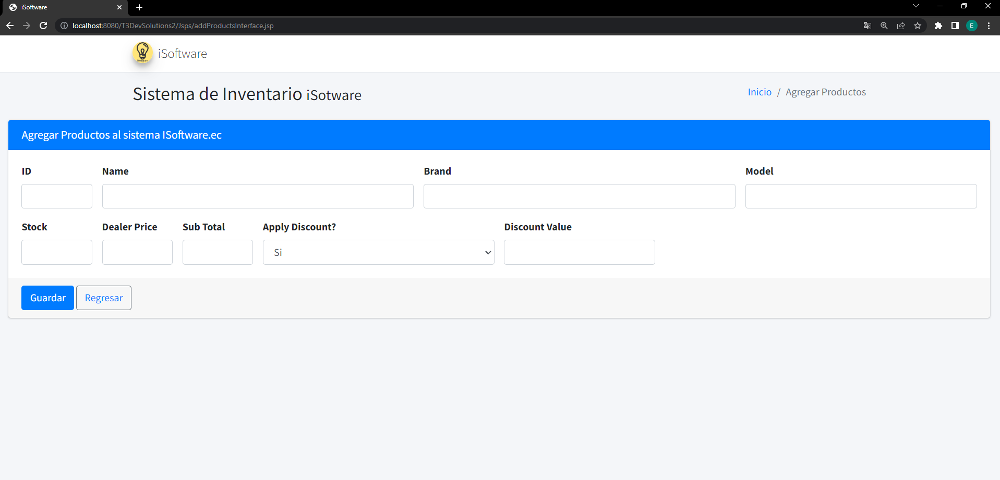 iSoftware
localhost:8080/T3DevSolutions2/Jsps/addProductsInterface.jsp
E
iSoftware
Sistema de Inventario iSotware
Inicio / Agregar Productos
Agregar Productos al sistema ISoftware.ec
ID Name Brand Model
Stock Dealer Price Sub Total Apply Discount? Discount Value
Si
Guardar Regresar